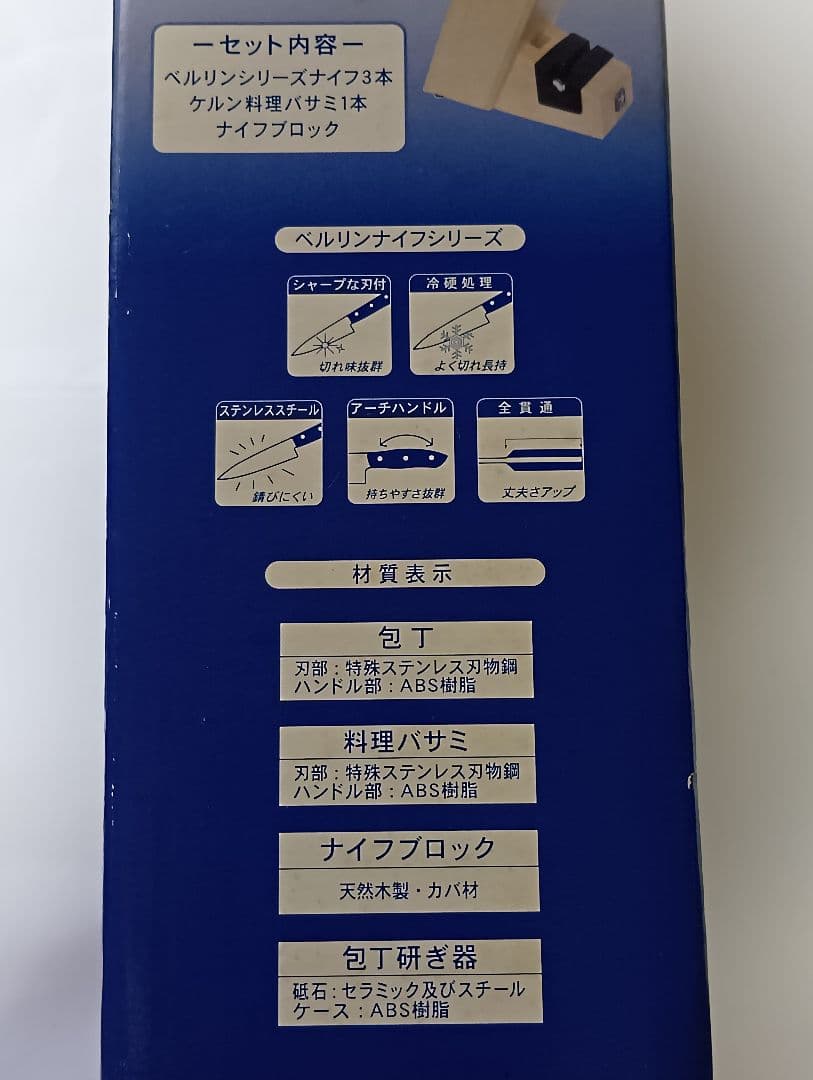 ーセット内容ー
ベルリンシリーズナイフ3本
ケルン料理バサミ1本
ナイフブロック
ベルリンナイフシリーズ
シャープな刃付
切れ味抜群
冷硬処理
よく切れ長持
ステンレススチール
錆びにくい
アーチハンドル
持ちやすさ抜群
全貫通
丈夫さアップ
材質表示
包丁
刃部:特殊ステンレス刃物鋼
ハンドル部:ABS樹脂
料理バサミ
刃部:特殊ステンレス刃物鋼
ハンドル部:ABS樹脂
ナイフブロック
天然木製・カバ材
包丁研ぎ器
砥石:セラミック及びスチール
ケース:ABS樹脂